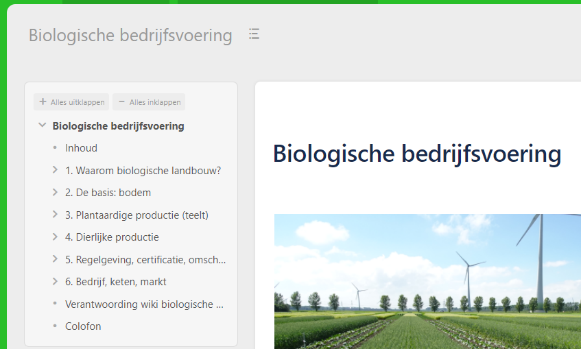 Biologische bedrijfsvoering
Alles uitklappen Alles inklappen
Biologische bedrijfsvoering
Inhoud
1. Waarom biologische landbouw?
2. De basis: bodem
3. Plantaardige productie (teelt)
4. Dierlijke productie
5. Regelgeving, certificatie, omsch...
6. Bedrijf, keten, markt
Verantwoording wiki biologische ...
Colofon
Biologische bedrijfsvoering